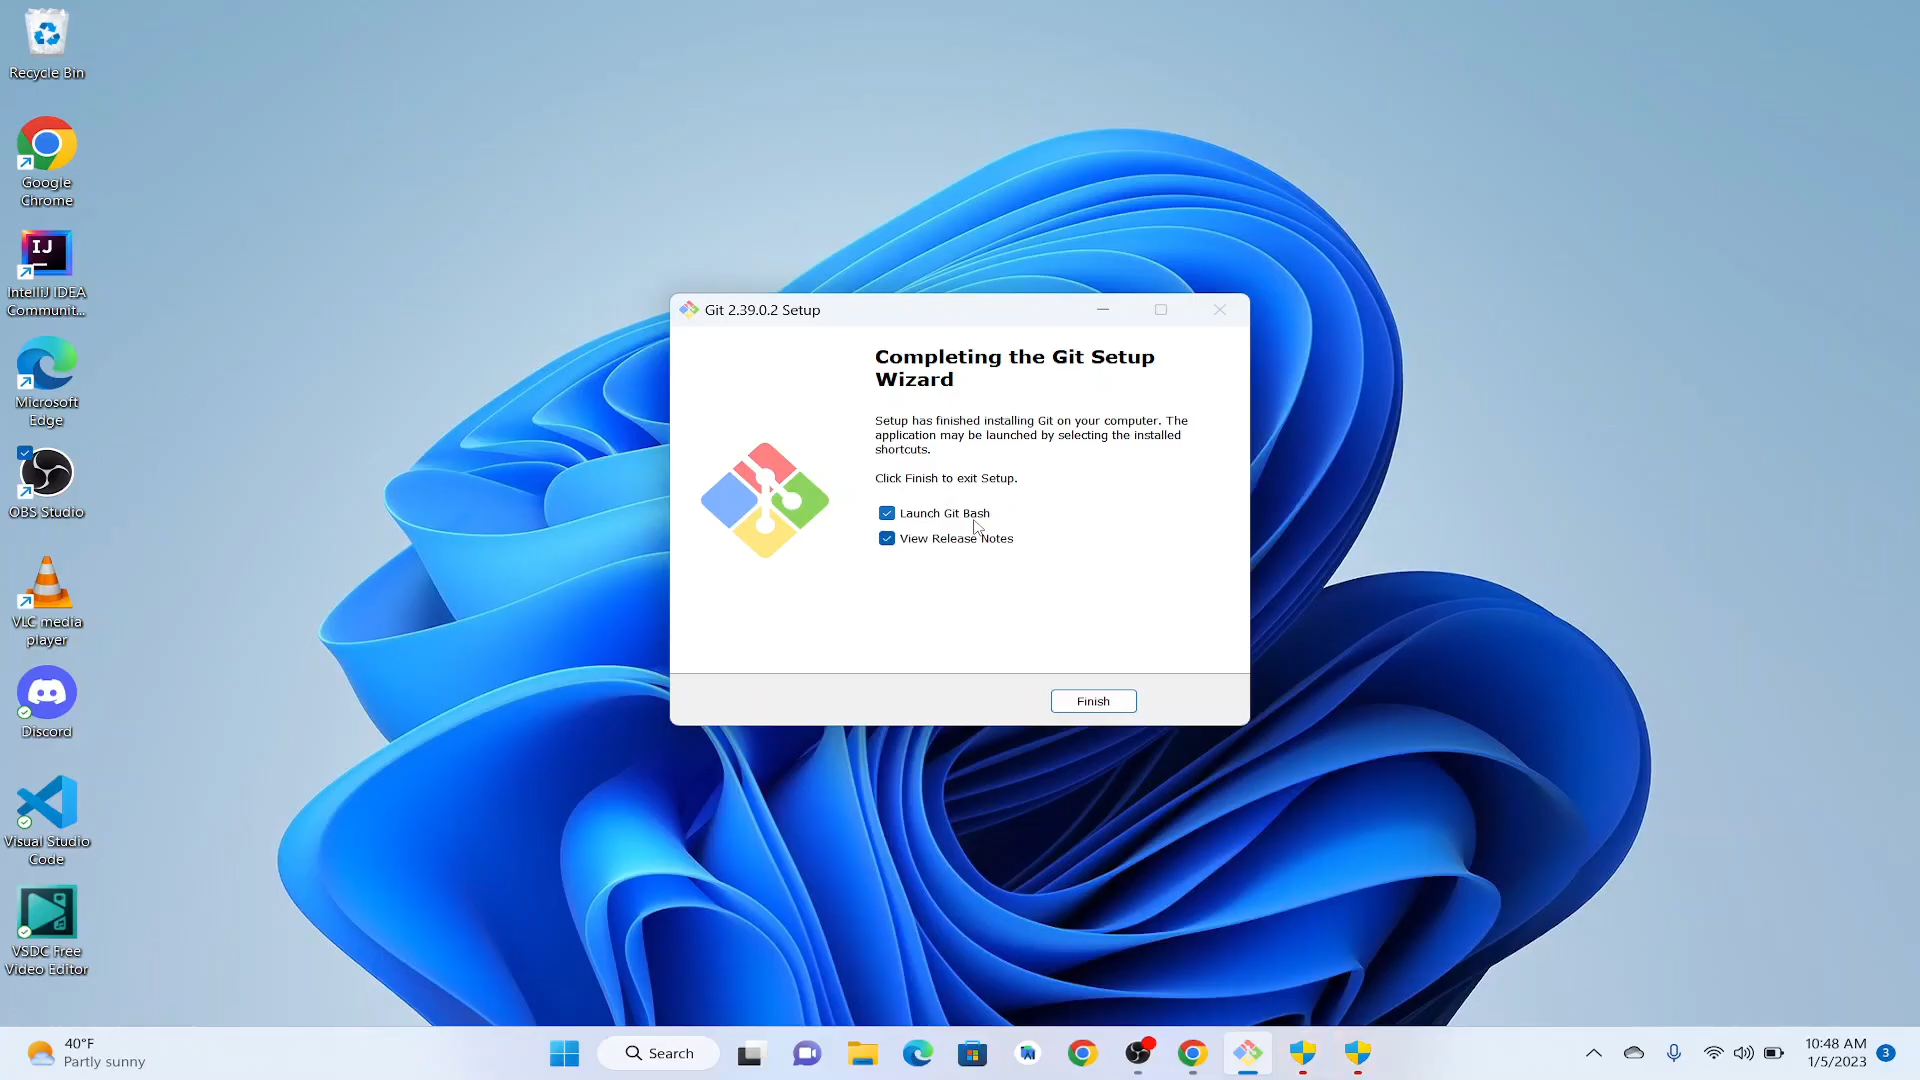 Recycle Bin
Google
Chrome
IJ
IntelliJ IDEA
Communit...
Microsoft
Edge
OBS Studio
VLC media
player
Discord
Visual Studio
Code
VSDC Free
Video Editor
Git 2.39.0.2 Setup
Completing the Git Setup
Wizard
Setup has finished installing Git on your computer. The
application may be launched by selecting the installed
shortcuts.
Click Finish to exit Setup.
Launch Git Bash
View Release Notes
Finish
40°F
Partly sunny
Search
10:48 AM
1/5/2023
3